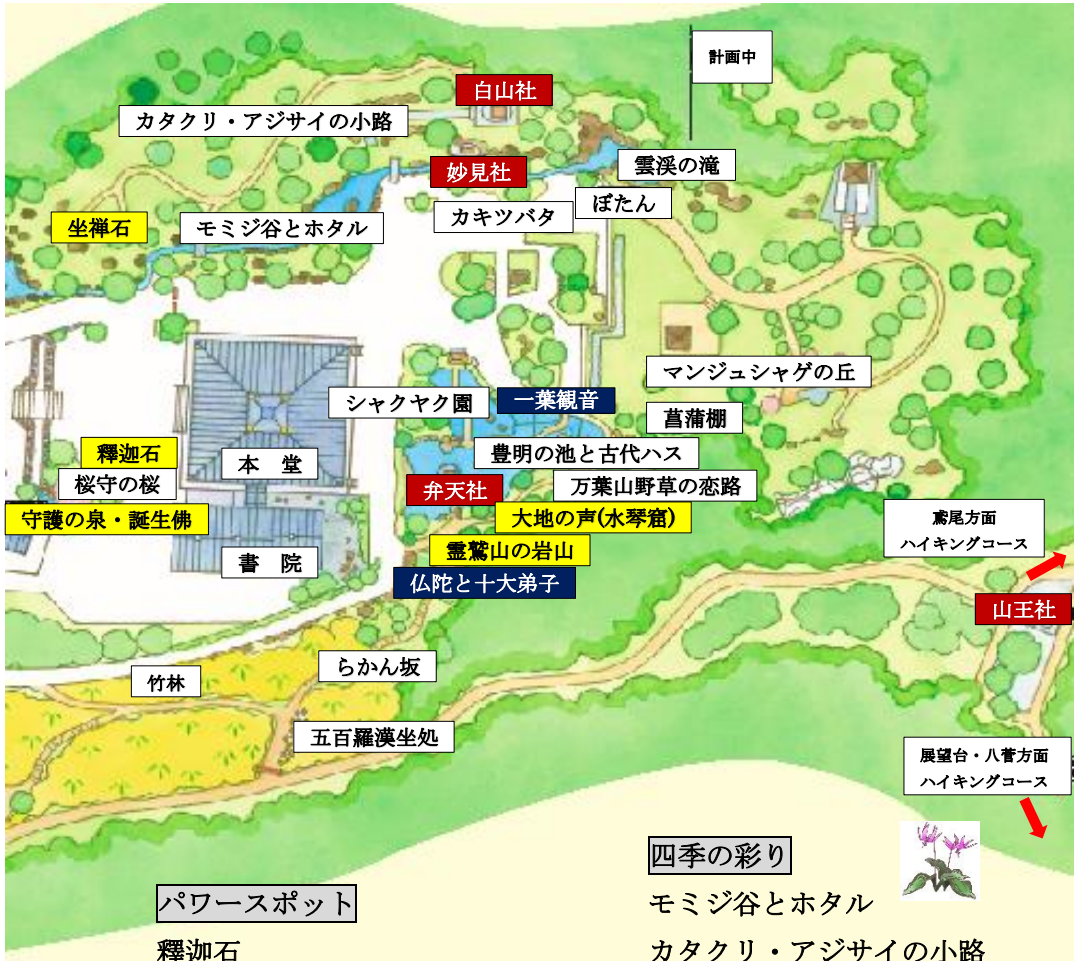 計画中
白山社
カタクリ・アジサイの小路
雲渓の滝
妙見社
ぼたん
カキツバタ
坐禅石
モミジ谷とホタル
マンジュシャゲの丘
一葉観音
シャクヤク園
菖蒲棚
豊明の池と古代ハス
釋迦石
本 堂
桜守の桜
万葉山野草の恋路
弁天社
守護の泉・誕生佛
大地の声(水琴窟)
鳶尾方面
ハイキングコース
霊鷲山の岩山
書 院
仏陀と十大弟子
山王社
らかん坂
竹林
五百羅漢坐処
展望台・八菅方面
ハイキングコース
パワースポット
釋迦石
四季の彩り
モミジ谷とホタル
カタクリ・アジサイの小路